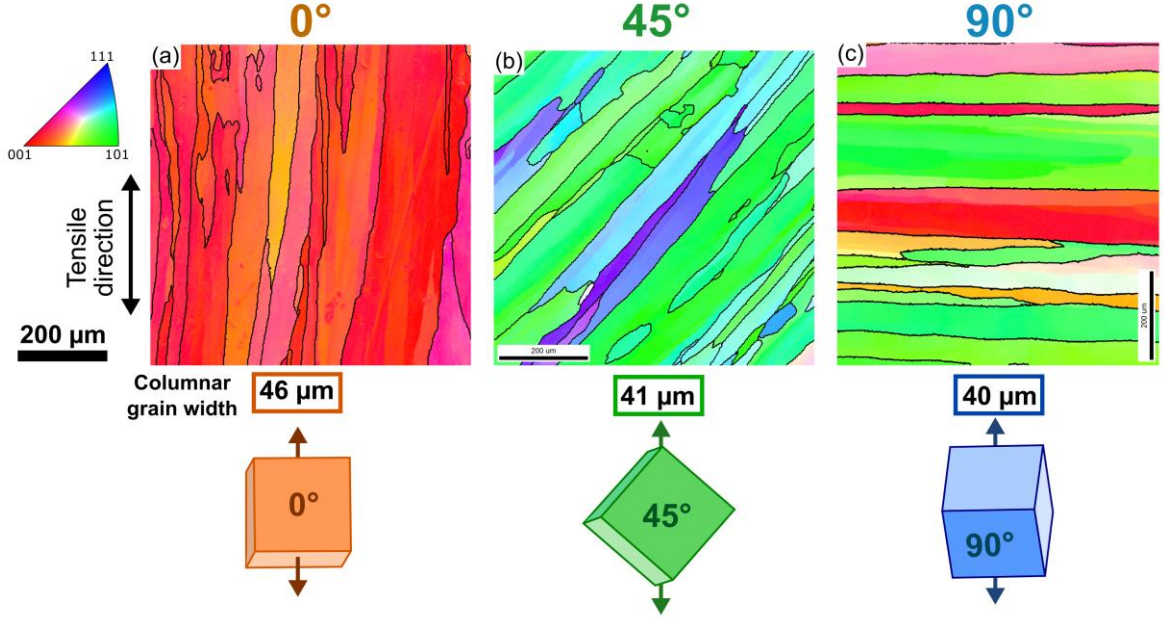 0°
45°
90°
(a)
(b)
(c)
111
001
101
Tensile
direction
200 µm
200 um
200 um
Columnar
grain width
46 µm
41 µm
40 µm
0°
45°
90°